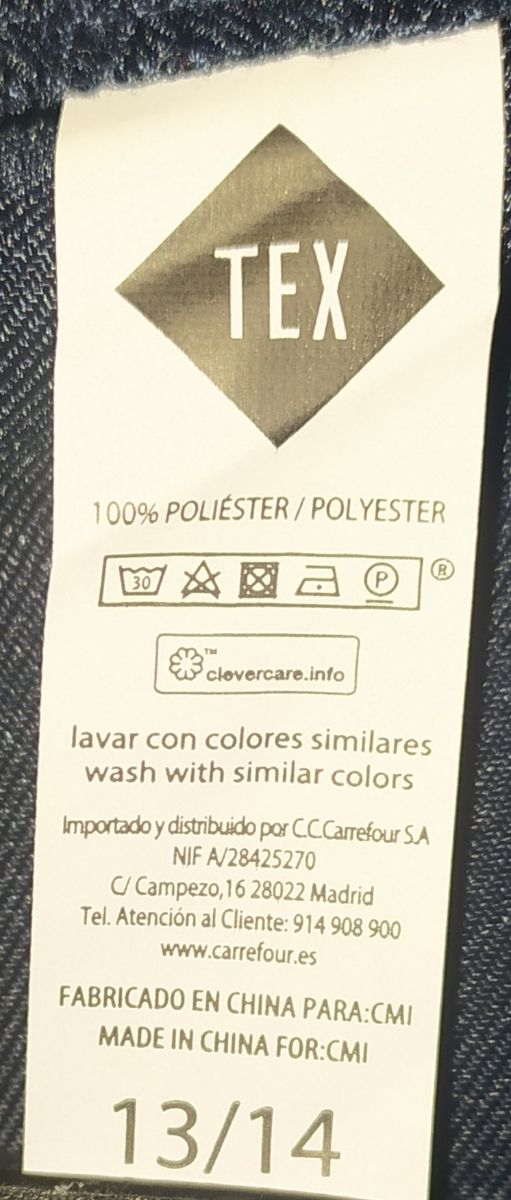 TEX
100% POLIÉSTER / POLYESTER
30 P ®
™ clevercare.info
lavar con colores similares
wash with similar colors
Importado y distribuido por C.C.Carrefour S.A
NIF A/28425270
C/ Campezo,16 28022 Madrid
Tel. Atención al Cliente: 914 908 900
www.carrefour.es
FABRICADO EN CHINA PARA:CMI
MADE IN CHINA FOR:CMI
13/14